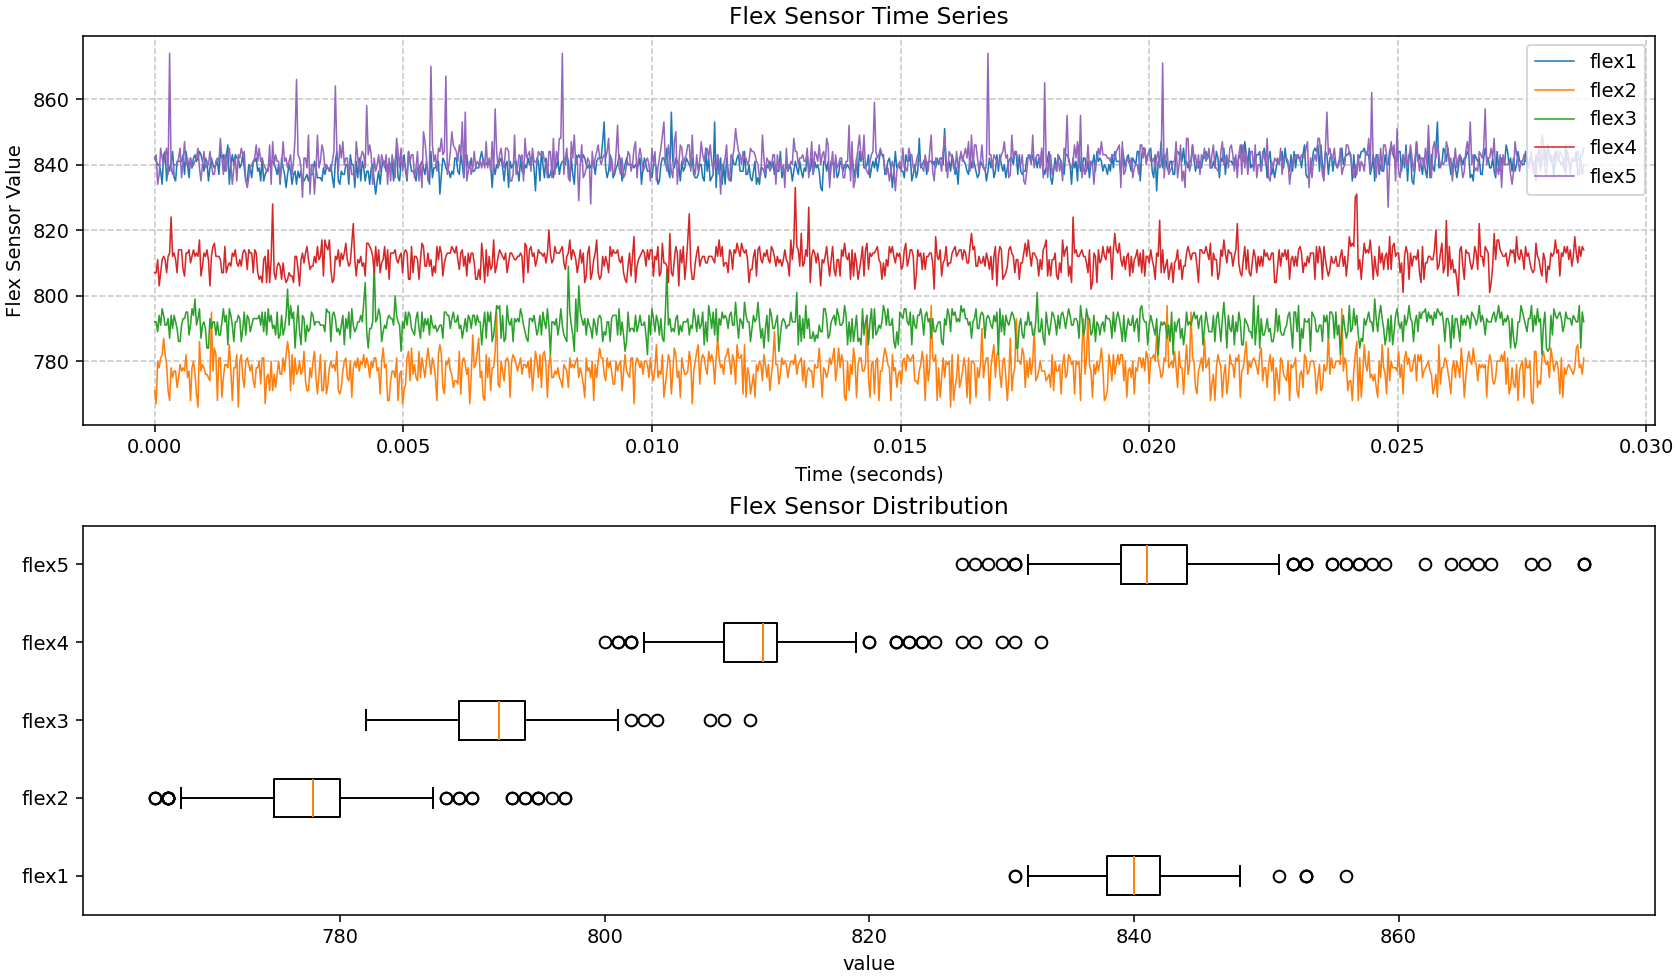 Flex Sensor Time Series
Flex Sensor Value
860
840
820
800
780
flex1
flex2
flex3
flex4
flex5
0.000 0.005 0.010 0.015 0.020 0.025 0.030
Time (seconds)
Flex Sensor Distribution
flex5
flex4
flex3
flex2
flex1
780 800 820 840 860
value